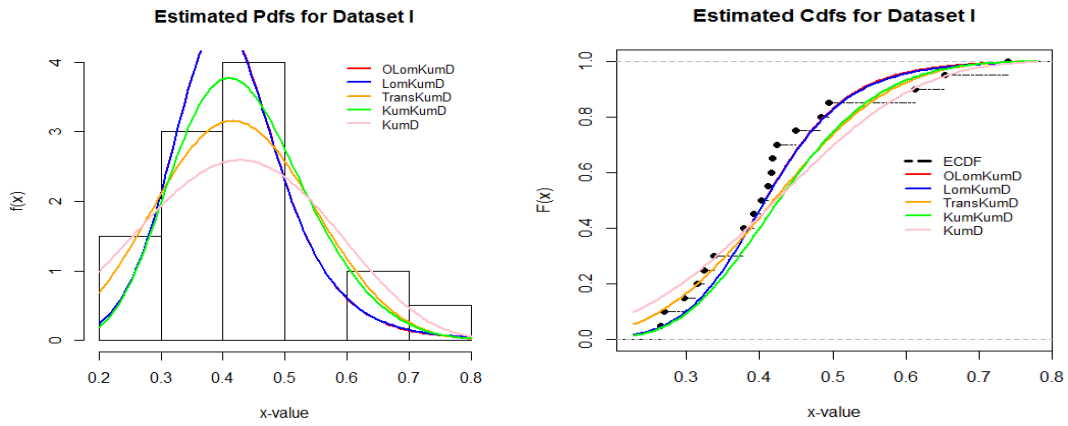 Estimated Pdfs for Dataset I
f(x)
4
3
2
1
0
OLomKumD
LomKumD
TransKumD
KumKumD
KumD
0.2 0.3 0.4 0.5 0.6 0.7 0.8
x-value
Estimated Cdfs for Dataset I
F(x)
1.0
0.8
0.6
0.4
0.2
0.0
ECDF
OLomKumD
LomKumD
TransKumD
KumKumD
KumD
0.3 0.4 0.5 0.6 0.7 0.8
x-value